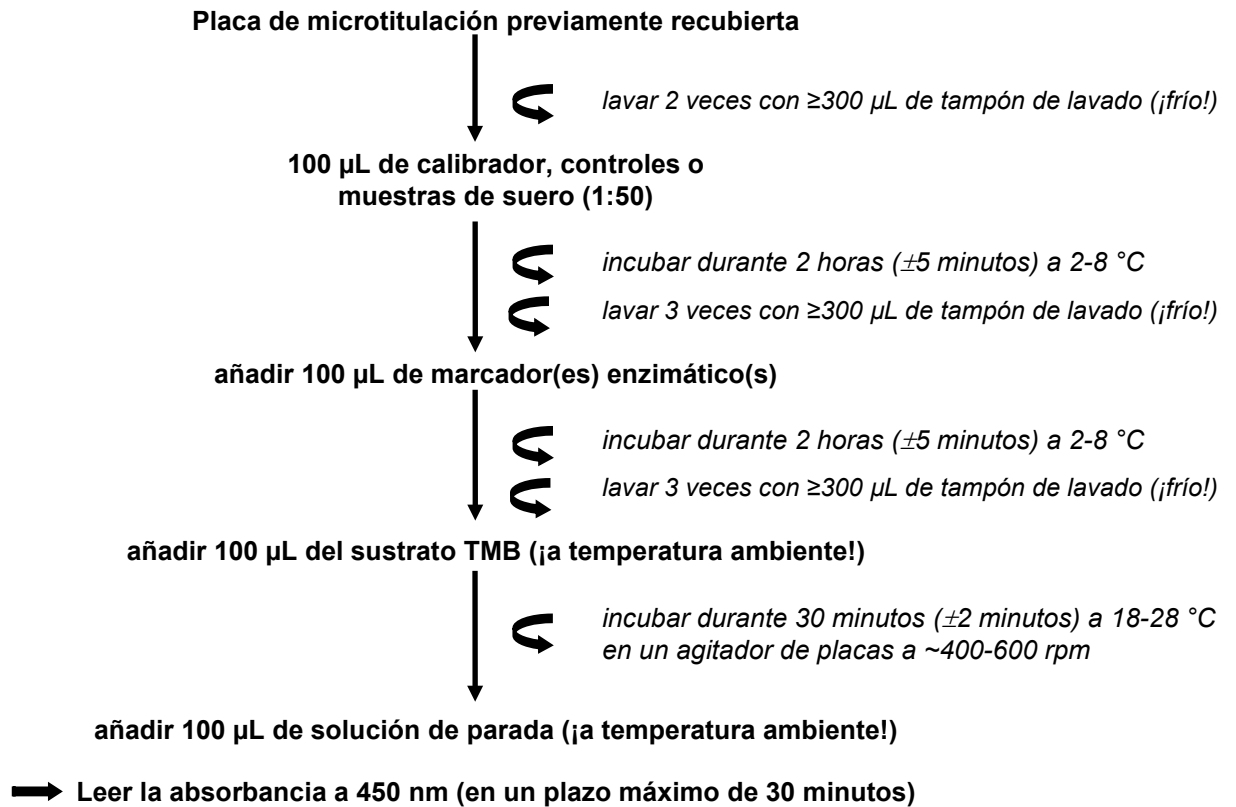 Placa de microtitulación previamente recubierta
lavar 2 veces con ≥300 µL de tampón de lavado (¡frío!)
100 µL de calibrador, controles o
muestras de suero (1:50)
incubar durante 2 horas (±5 minutos) a 2-8 °C
lavar 3 veces con ≥300 µL de tampón de lavado (¡frío!)
añadir 100 µL de marcador(es) enzimático(s)
incubar durante 2 horas (±5 minutos) a 2-8 °C
lavar 3 veces con ≥300 µL de tampón de lavado (¡frío!)
añadir 100 µL del sustrato TMB (¡a temperatura ambiente!)
incubar durante 30 minutos (±2 minutos) a 18-28 °C
en un agitador de placas a ~400-600 rpm
añadir 100 µL de solución de parada (¡a temperatura ambiente!)
Leer la absorbancia a 450 nm (en un plazo máximo de 30 minutos)